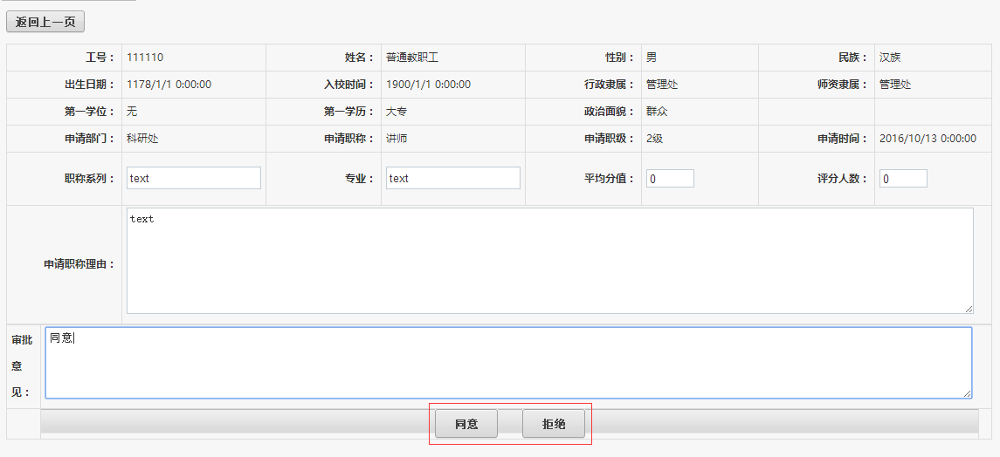 返回上一页
工号： 111110 姓名： 普通教职工 性别： 男 民族： 汉族
出生日期： 1178/1/1 0:00:00 入校时间： 1900/1/1 0:00:00 行政隶属： 管理处 师资隶属： 管理处
第一学位： 无 第一学历： 大专 政治面貌： 群众
申请部门： 科研处 申请职称： 讲师 申请职级： 2级 申请时间： 2016/10/13 0:00:00
职称系列： text 专业： text 平均分值： 0 评分人数： 0
申请职称理由： text
审批
意
见：
同意
同意 拒绝